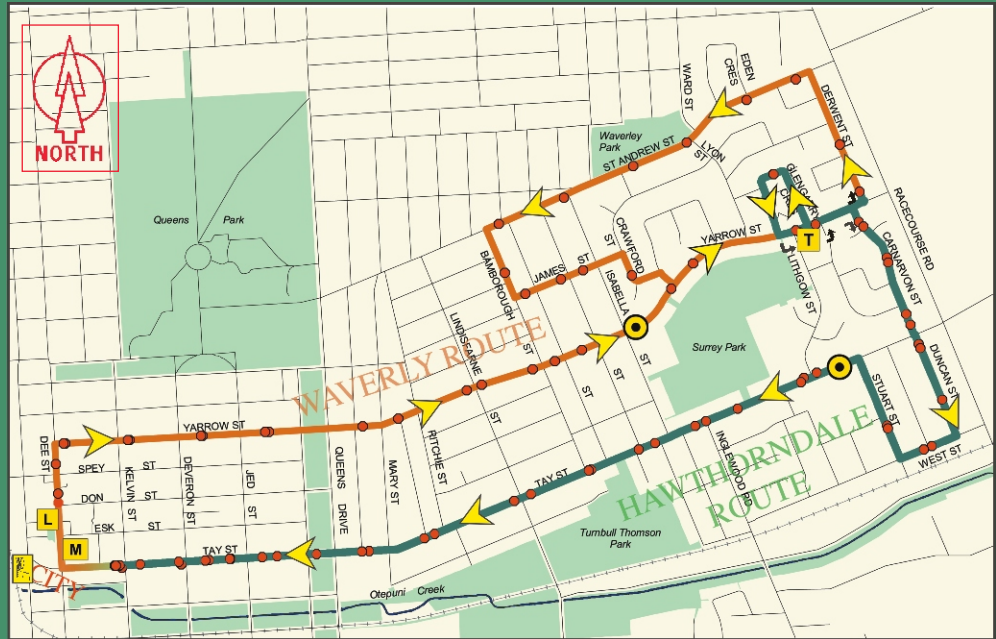 NORTH
Queens Park
Waverley
Park
WARD ST
EDEN
CRES
LYON
ST
ST ANDREW ST
DERWENT ST
GLENGARRY
RACECOURSE RD
CARNARVON ST
T
YARROW ST
LITHGOW ST
CRAWFORD
ST
JAMES ST
BAMBOROUGH
ST
ISABELLA
ST
LINDISFARNE
ST
ST
WAVERLY ROUTE
Surrey Park
DUNCAN ST
STUART ST
WEST ST
HAWTHORNDALE
ROUTE
INGLEWOOD RD
YARROW ST
DEE ST
SPEY ST
DON ST
ESK ST
KELVIN ST
DEVERON ST
JED
ST
QUEENS
DRIVE
MARY ST
RITCHIE ST
TAY ST
TAY ST
L
M
CITY
Turnbull Thomson
Park
Otepuni Creek